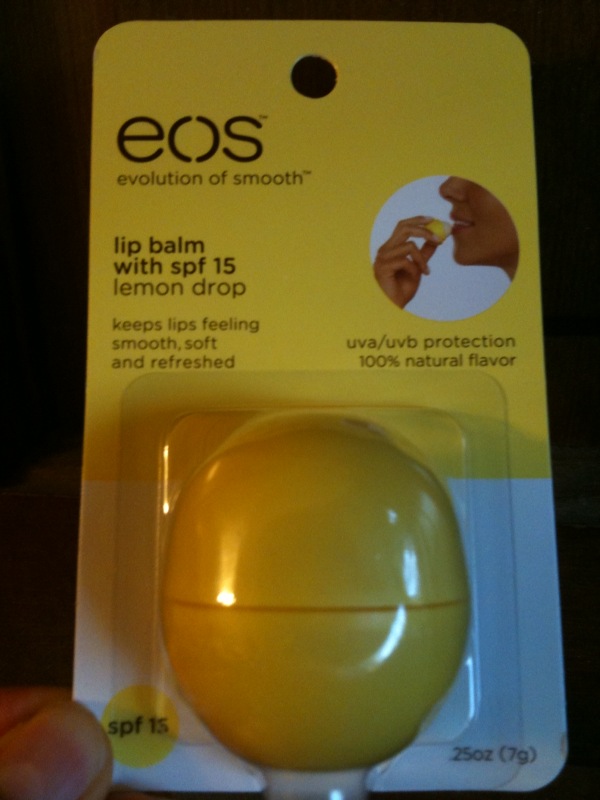 eos™
evolution of smooth™
lip balm
with spf 15
lemon drop
keeps lips feeling
smooth, soft
and refreshed
uva/uvb protection
100% natural flavor
spf 15
.25oz (7g)